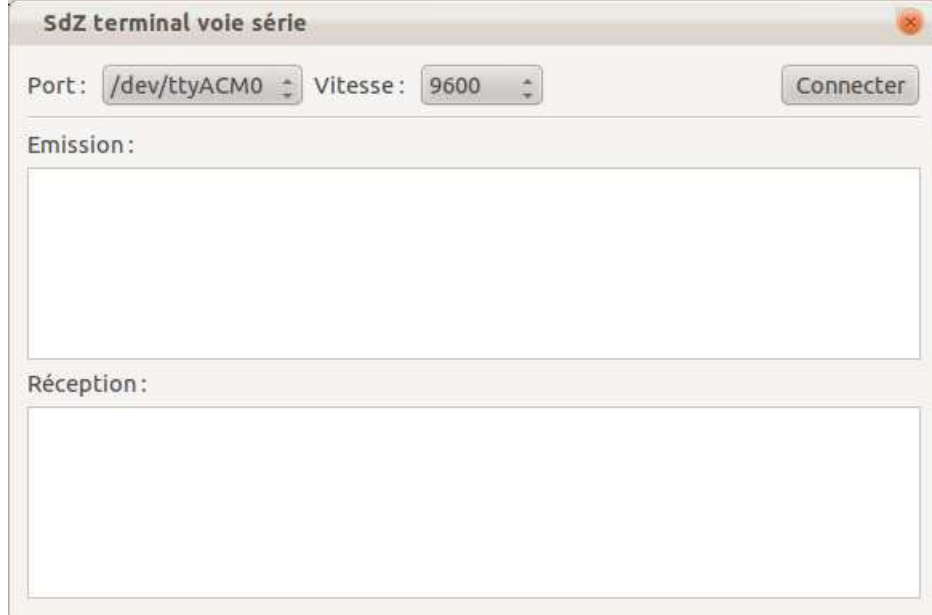 SdZ terminal voie série
Port: /dev/ttyACM0 Vitesse: 9600 Connecter
Emission:
Réception: